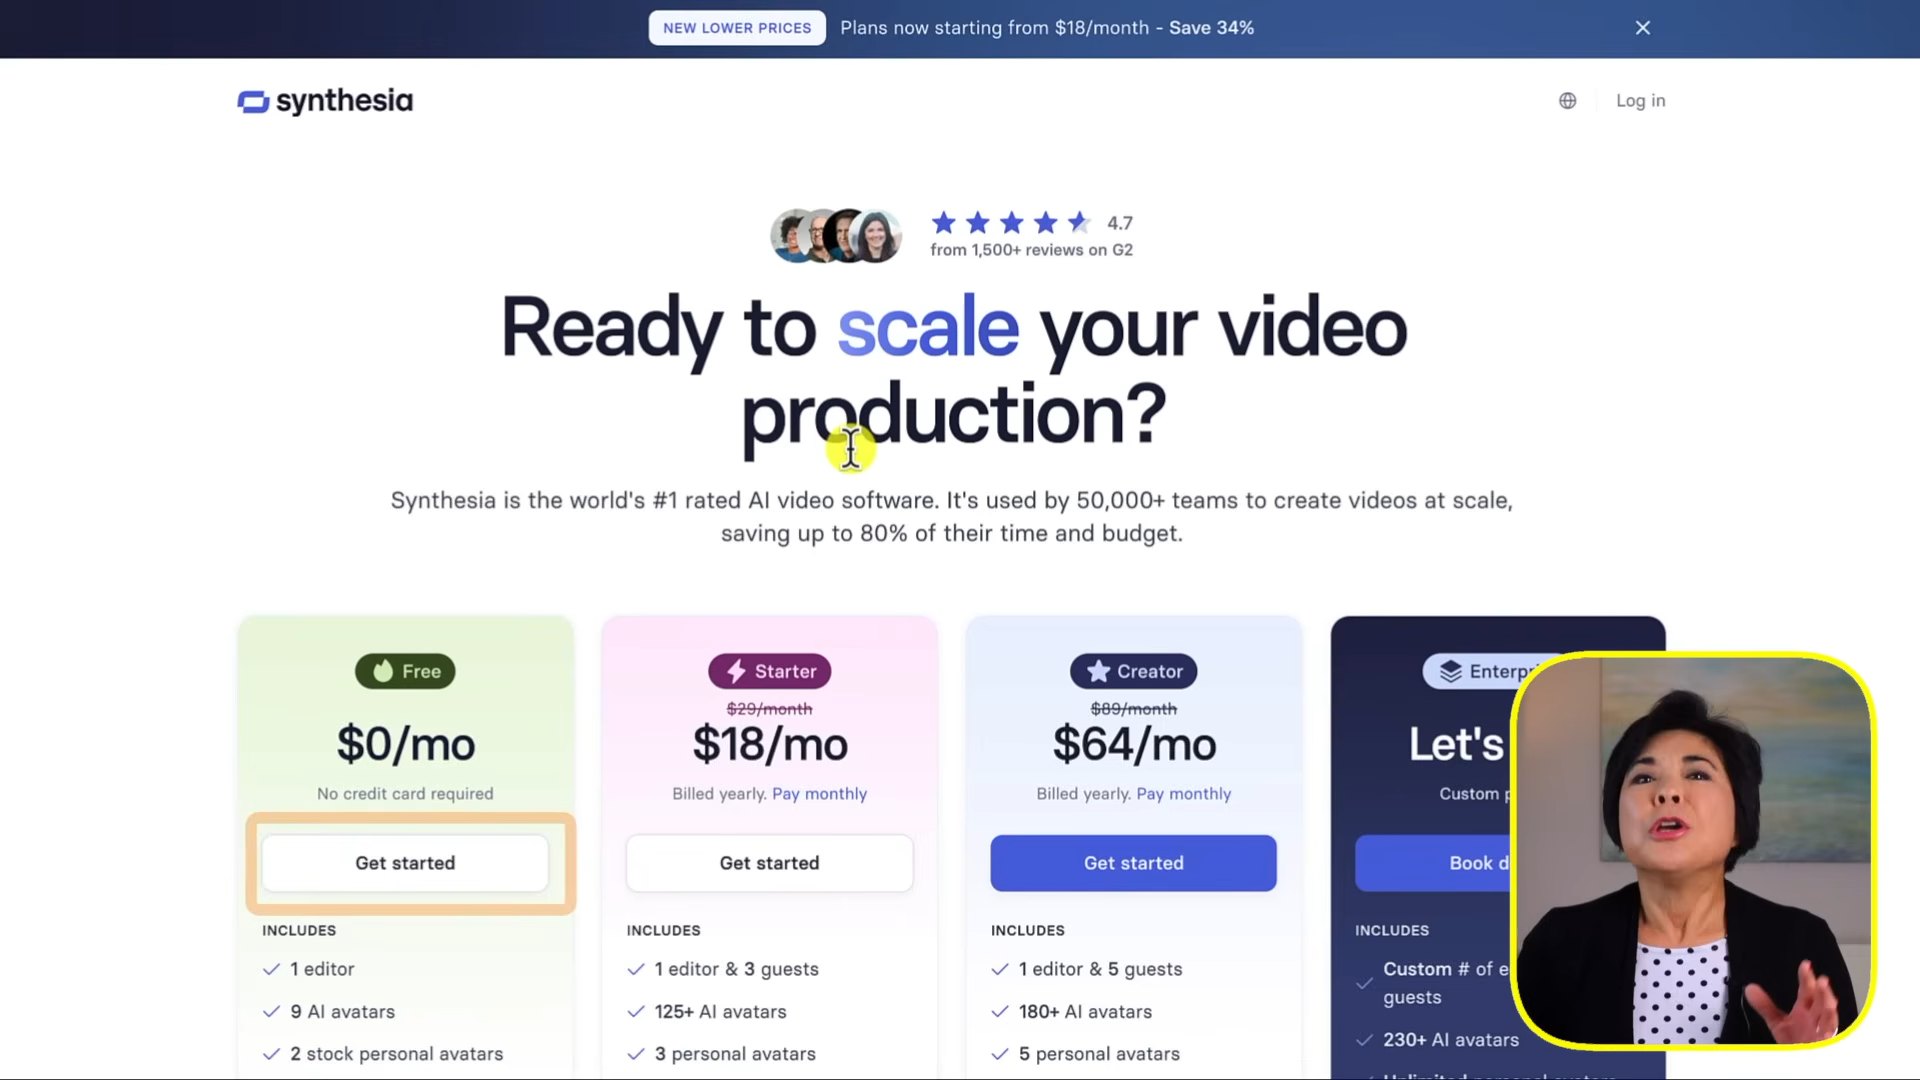 NEW LOWER PRICES Plans now starting from $18/month - Save 34%
synthesia
Log in
4.7
from 1,500+ reviews on G2
Ready to scale your video
production?
Synthesia is the world's #1 rated AI video software. It's used by 50,000+ teams to create videos at scale,
saving up to 80% of their time and budget.
Free
$0/mo
No credit card required
Get started
INCLUDES
1 editor
9 AI avatars
2 stock personal avatars
Starter
$29/month
$18/mo
Billed yearly. Pay monthly
Get started
INCLUDES
1 editor & 3 guests
125+ AI avatars
3 personal avatars
Creator
$89/month
$64/mo
Billed yearly. Pay monthly
Get started
INCLUDES
1 editor & 5 guests
180+ AI avatars
5 personal avatars
Let's
Custom
Book
INCLUDES
Custom # of
guests
230+ AI avatars